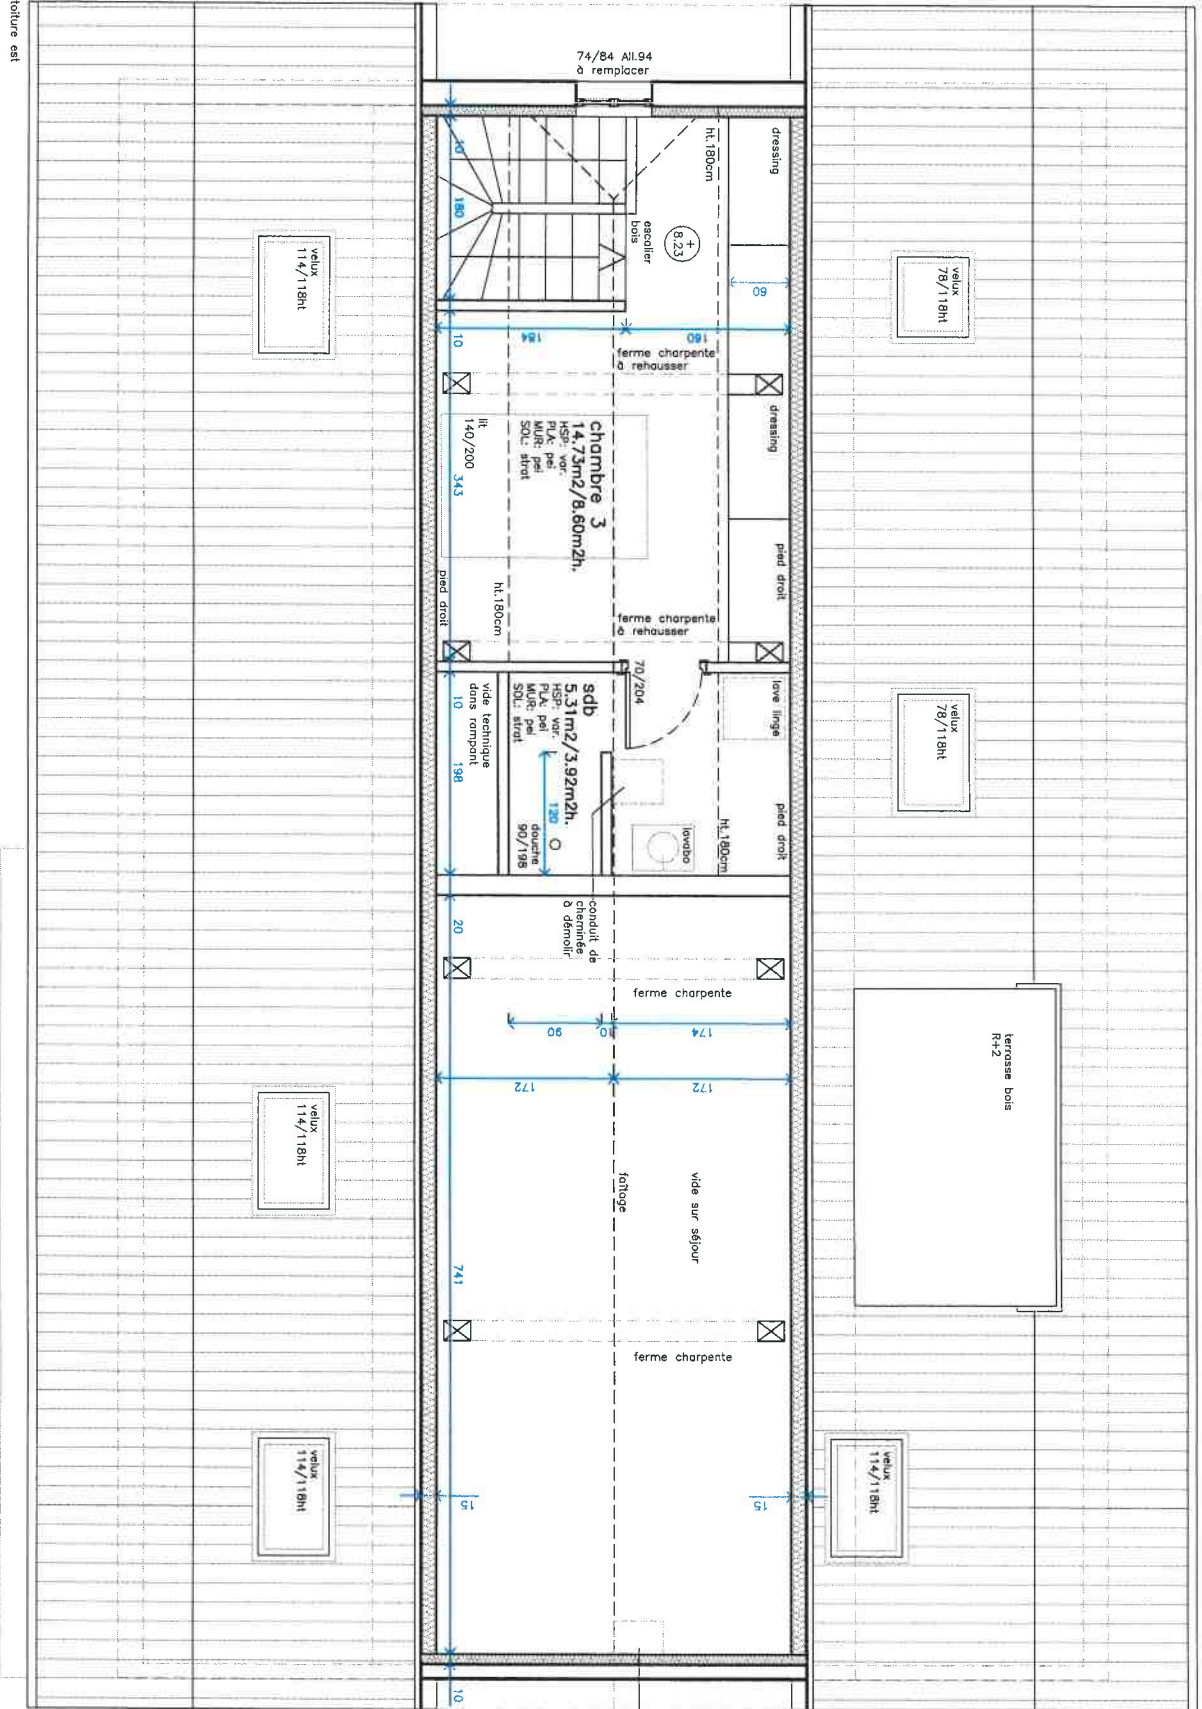 toiture est
74/84 All.94
à remplacer
dressing
ht.180cm
+
8.23
escalier
bois
10
180
60
velux
114/118ht
velux
78/118ht
10
184
160
ferme charpente
à rehausser
dressing
lit
140/200
343
chambre 3
14.73m2/8.60m2h.
HSP: var.
PLA: pei
MUR: pei
SOL: strat
pied droit
pied droit
ht.180cm
ferme charpente
à rehausser
70/204
lave linge
sdb
5.31m2/3.92m2h.
HSP: var.
PLA: pei
MUR: pei
SOL: strat
vide technique
dans rampant
10
198
120
douche
90/198
lavabo
ht.180cm
pied droit
velux
78/118ht
20
conduit de
cheminée
à démolir
ferme charpente
90
10
174
172
172
terrasse bois
R+2
velux
114/118ht
faîtage
vide sur séjour
741
ferme charpente
velux
114/118ht
velux
114/118ht
15
15
10